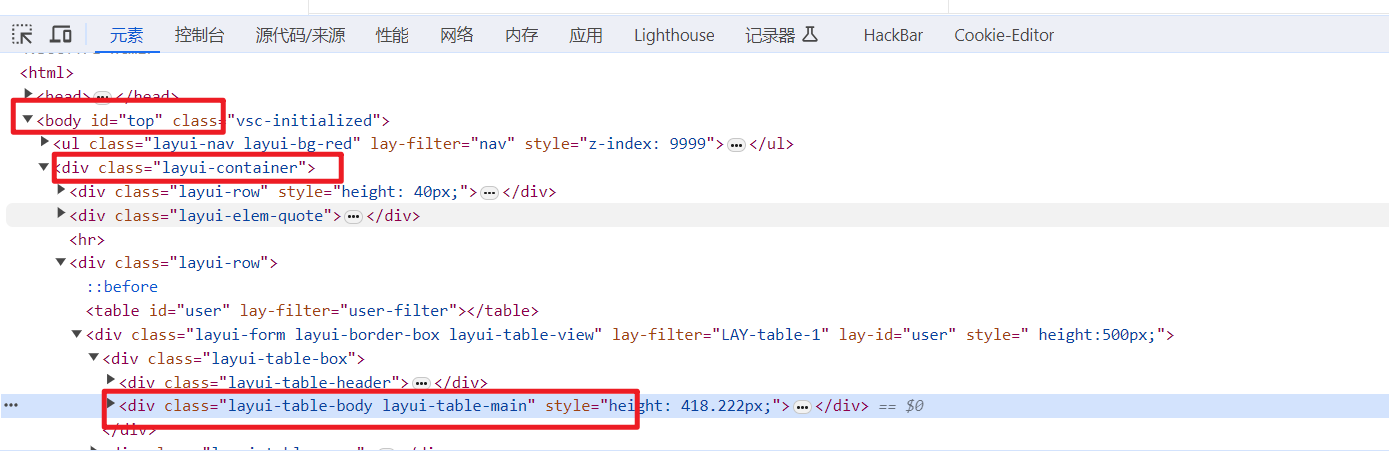 元素 控制台 源代码/来源 性能 网络 内存 应用 Lighthouse 记录器 HackBar Cookie-Editor
<html>
<head>…</head>
<body id="top" class="vsc-initialized">
<ul class="layui-nav layui-bg-red" lay-filter="nav" style="z-index: 9999">…</ul>
<div class="layui-container">
<div class="layui-row" style="height: 40px;">…</div>
<div class="layui-elem-quote">…</div>
<hr>
<div class="layui-row">
::before
<table id="user" lay-filter="user-filter"></table>
<div class="layui-form layui-border-box layui-table-view" lay-filter="LAY-table-1" lay-id="user" style=" height:500px;">
<div class="layui-table-box">
<div class="layui-table-header">…</div>
… <div class="layui-table-body layui-table-main" style="height: 418.222px;">…</div> == $0
</div>